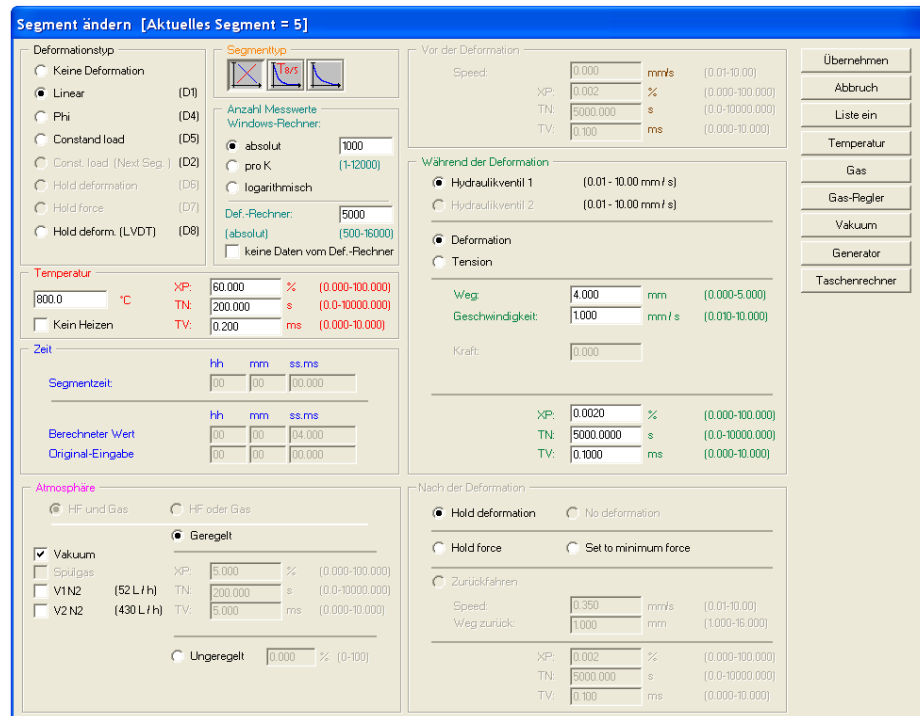 Segment ändern [Aktuelles Segment = 5]
Deformationstyp
Keine Deformation
Linear (D1)
Phi (D4)
Constand load (D5)
Const. load (Next Seg. ) (D2)
Hold deformation (D6)
Hold force (D7)
Hold deform. (LVDT) (D8)
Segmenttyp
T8/5
Anzahl Messwerte
Windows-Rechner:
absolut 1000
pro K (1-12000)
logarithmisch
Def.-Rechner: 5000
(absolut) (500-16000)
keine Daten vom Def.-Rechner
Temperatur
800.0 °C
Kein Heizen
XP: 60.000 % (0.000-100.000)
TN: 200.000 s (0.0-10000.000)
TV: 0.200 ms (0.000-10.000)
Zeit
hh mm ss.ms
Segmentzeit: 00 00 00.000
hh mm ss.ms
Berechneter Wert 00 00 04.000
Original-Eingabe 00 00 00.000
Atmosphäre
HF und Gas HF oder Gas
Geregelt
Vakuum
Spülgas
V1N2 (52 L / h)
V2 N2 (430 L / h)
XP: 5.000 % (0.000-100.000)
TN: 200.000 s (0.0-10000.000)
TV: 5.000 ms (0.000-10.000)
Ungeregelt 0.000 % (0-100)
Vor der Deformation
Speed: 0.000 mm/s (0.01-10.00)
XP: 0.002 % (0.000-100.000)
TN: 5000.000 s (0.0-10000.000)
TV: 0.100 ms (0.000-10.000)
Während der Deformation
Hydraulikventil 1 (0.01 - 10.00 mm / s)
Hydraulikventil 2 (0.01 - 10.00 mm / s)
Deformation
Tension
Weg: 4.000 mm (0.000-5.000)
Geschwindigkeit: 1.000 mm / s (0.010-10.000)
Kraft: 0.000
XP: 0.0020 % (0.000-100.000)
TN: 5000.0000 s (0.0-10000.000)
TV: 0.1000 ms (0.000-10.000)
Nach der Deformation
Hold deformation No deformation
Hold force Set to minimum force
Zurückfahren
Speed: 0.350 mm/s (0.01-10.00)
Weg zurück: 1.000 mm (1.000-16.000)
XP: 0.002 % (0.000-100.000)
TN: 5000.000 s (0.0-10000.000)
TV: 0.100 ms (0.000-10.000)
Übernehmen
Abbruch
Liste ein
Temperatur
Gas
Gas-Regler
Vakuum
Generator
Taschenrechner